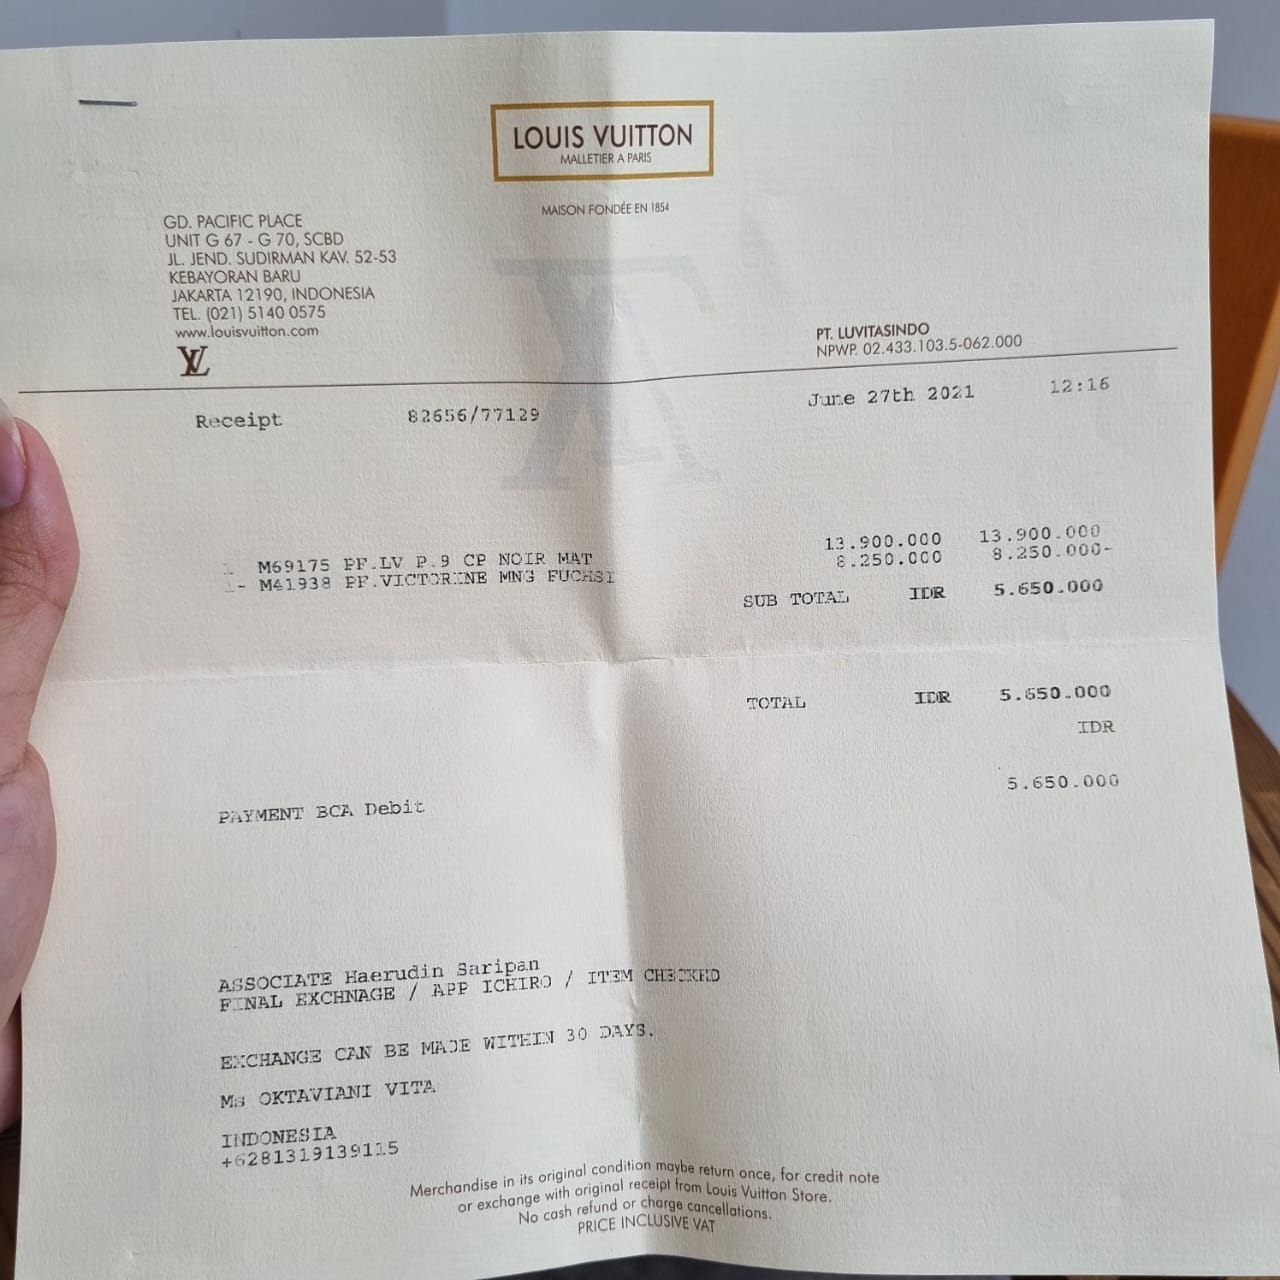 LOUIS VUITTON
MALLETIER A PARIS
MAISON FONDÉE EN 1854
GD. PACIFIC PLACE
UNIT G 67 - G 70, SCBD
JL. JEND. SUDIRMAN KAV. 52-53
KEBAYORAN BARU
JAKARTA 12190, INDONESIA
TEL. (021) 5140 0575
www.louisvuitton.com
LV
PT. LUVITASINDO
NPWP. 02.433.103.5-062.000
Receipt 82656/77129 June 27th 2021 12:16
1 M69175 PF.LV P.9 CP NOIR MAT 13.900.000 13.900.000
1- M41938 PF.VICTORINE MNG FUCHSI 8.250.000 8.250.000-
SUB TOTAL IDR 5.650.000
TOTAL IDR 5.650.000
IDR
PAYMENT BCA Debit 5.650.000
ASSOCIATE Haerudin Saripan
FINAL EXCHNAGE / APP ICHIRO / ITEM CHECKED
EXCHANGE CAN BE MADE WITHIN 30 DAYS.
Ms OKTAVIANI VITA
INDONESIA
+6281319139115
Merchandise in its original condition maybe return once, for credit note
or exchange with original receipt from Louis Vuitton Store.
No cash refund or charge cancellations.
PRICE INCLUSIVE VAT